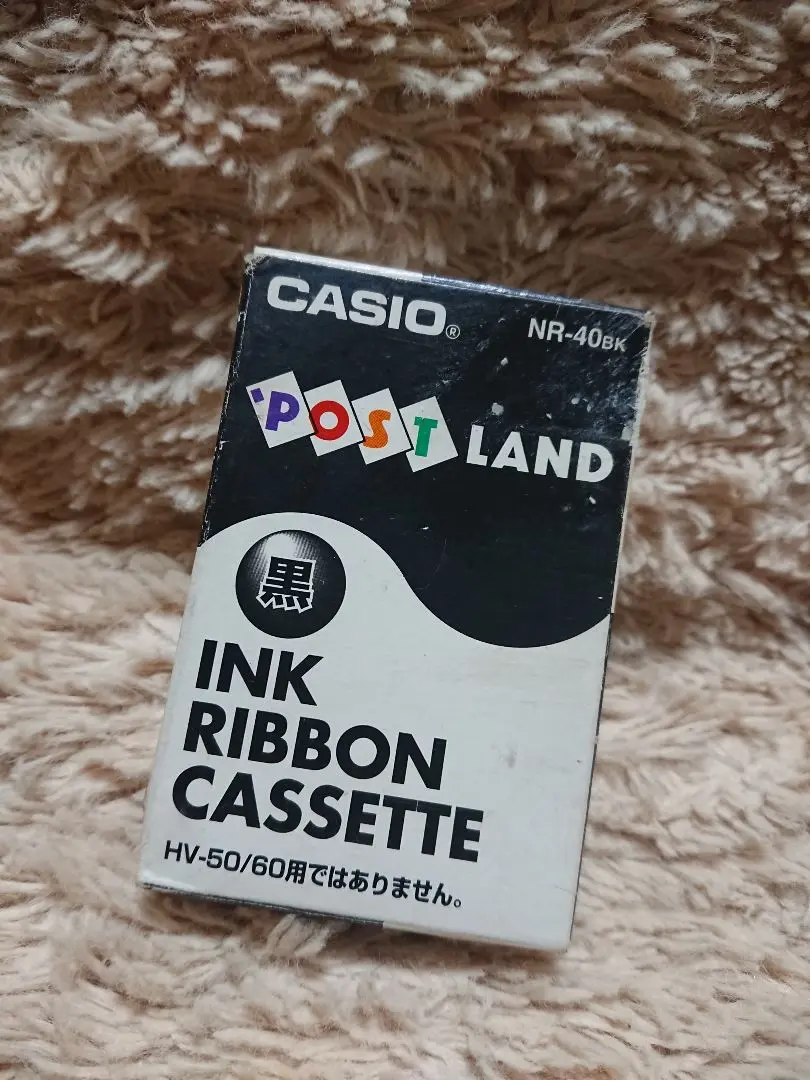 CASIO® NR-40BK
'POST LAND
黒
INK
RIBBON
CASSETTE
HV-50/60用ではありません。